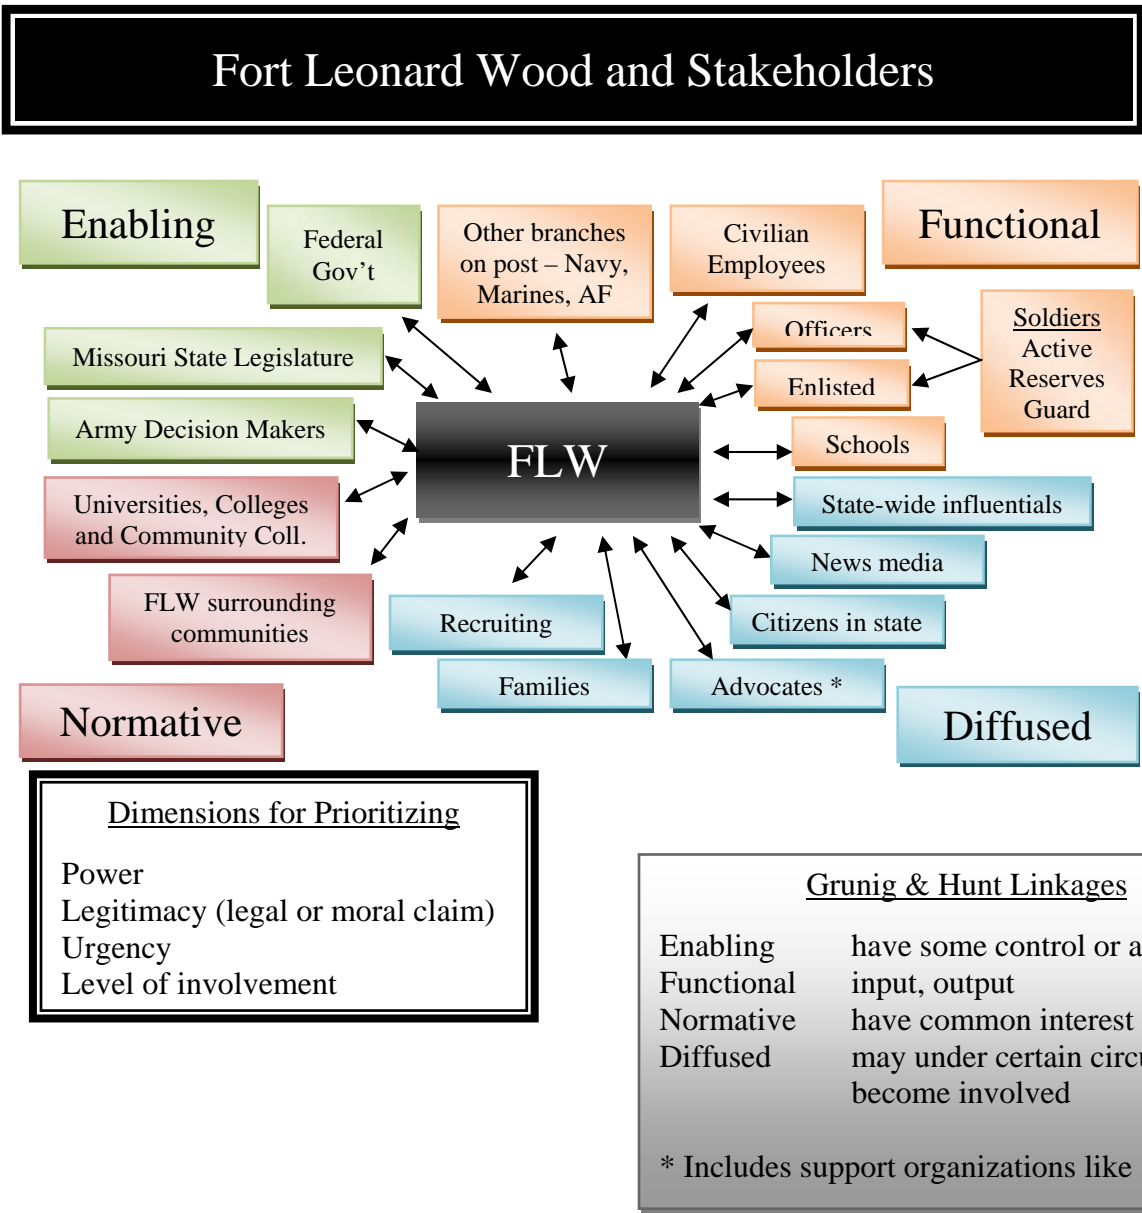 Fort Leonard Wood and Stakeholders
Enabling
Federal
Gov't
Other branches
on post – Navy,
Marines, AF
Civilian
Employees
Functional
Missouri State Legislature
Officers
Enlisted
Soldiers
Active
Reserves
Guard
Army Decision Makers
FLW
Schools
Universities, Colleges
and Community Coll.
State-wide influentials
News media
FLW surrounding
communities
Recruiting
Citizens in state
Families
Advocates *
Normative
Diffused
Dimensions for Prioritizing
Power
Legitimacy (legal or moral claim)
Urgency
Level of involvement
Grunig & Hunt Linkages
Enabling have some control or
Functional input, output
Normative have common interest
Diffused may under certain
become involved
* Includes support organizations like